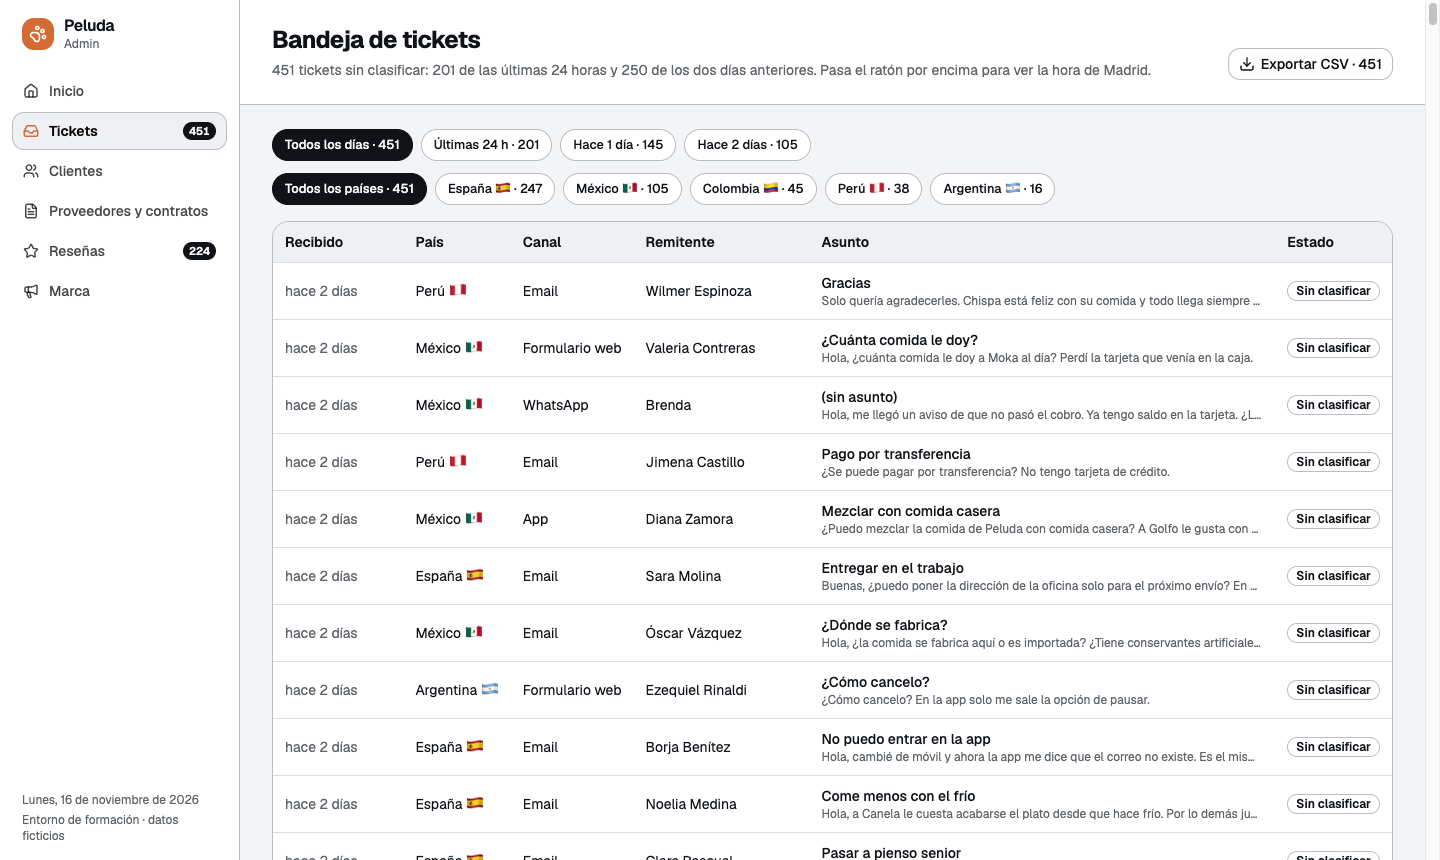 Peluda
Admin
Inicio
Tickets 451
Clientes
Proveedores y contratos
Reseñas 224
Marca
Lunes, 16 de noviembre de 2026
Entorno de formación · datos
ficticios
Bandeja de tickets
451 tickets sin clasificar: 201 de las últimas 24 horas y 250 de los dos días anteriores. Pasa el ratón por encima para ver la hora de Madrid.
Exportar CSV · 451
Todos los días · 451 Últimas 24 h · 201 Hace 1 día · 145 Hace 2 días · 105
Todos los países · 451 España 🇪🇸 · 247 México 🇲🇽 · 105 Colombia 🇨🇴 · 45 Perú 🇵🇪 · 38 Argentina 🇦🇷 · 16
Recibido País Canal Remitente Asunto Estado
hace 2 días Perú 🇵🇪 Email Wilmer Espinoza Gracias Sin clasificar
Solo quería agradecerles. Chispa está feliz con su comida y todo llega siempre ...
hace 2 días México 🇲🇽 Formulario web Valeria Contreras ¿Cuánta comida le doy? Sin clasificar
Hola, ¿cuánta comida le doy a Moka al día? Perdí la tarjeta que venía en la caja.
hace 2 días México 🇲🇽 WhatsApp Brenda (sin asunto) Sin clasificar
Hola, me llegó un aviso de que no pasó el cobro. Ya tengo saldo en la tarjeta. ¿L...
hace 2 días Perú 🇵🇪 Email Jimena Castillo Pago por transferencia Sin clasificar
¿Se puede pagar por transferencia? No tengo tarjeta de crédito.
hace 2 días México 🇲🇽 App Diana Zamora Mezclar con comida casera Sin clasificar
¿Puedo mezclar la comida de Peluda con comida casera? A Golfo le gusta con ...
hace 2 días España 🇪🇸 Email Sara Molina Entregar en el trabajo Sin clasificar
Buenas, ¿puedo poner la dirección de la oficina solo para el próximo envío? En ...
hace 2 días México 🇲🇽 Email Óscar Vázquez ¿Dónde se fabrica? Sin clasificar
Hola, ¿la comida se fabrica aquí o es importada? ¿Tiene conservantes artificiale...
hace 2 días Argentina 🇦🇷 Formulario web Ezequiel Rinaldi ¿Cómo cancelo? Sin clasificar
¿Cómo cancelo? En la app solo me sale la opción de pausar.
hace 2 días España 🇪🇸 Email Borja Benítez No puedo entrar en la app Sin clasificar
Hola, cambié de móvil y ahora la app me dice que el correo no existe. Es el mis...
hace 2 días España 🇪🇸 Email Noelia Medina Come menos con el frío Sin clasificar
Hola, a Canela le cuesta acabarse el plato desde que hace frío. Por lo demás ju...
hace 2 días España 🇪🇸 Email Clara Pascual Pasar a pienso senior Sin clasificar